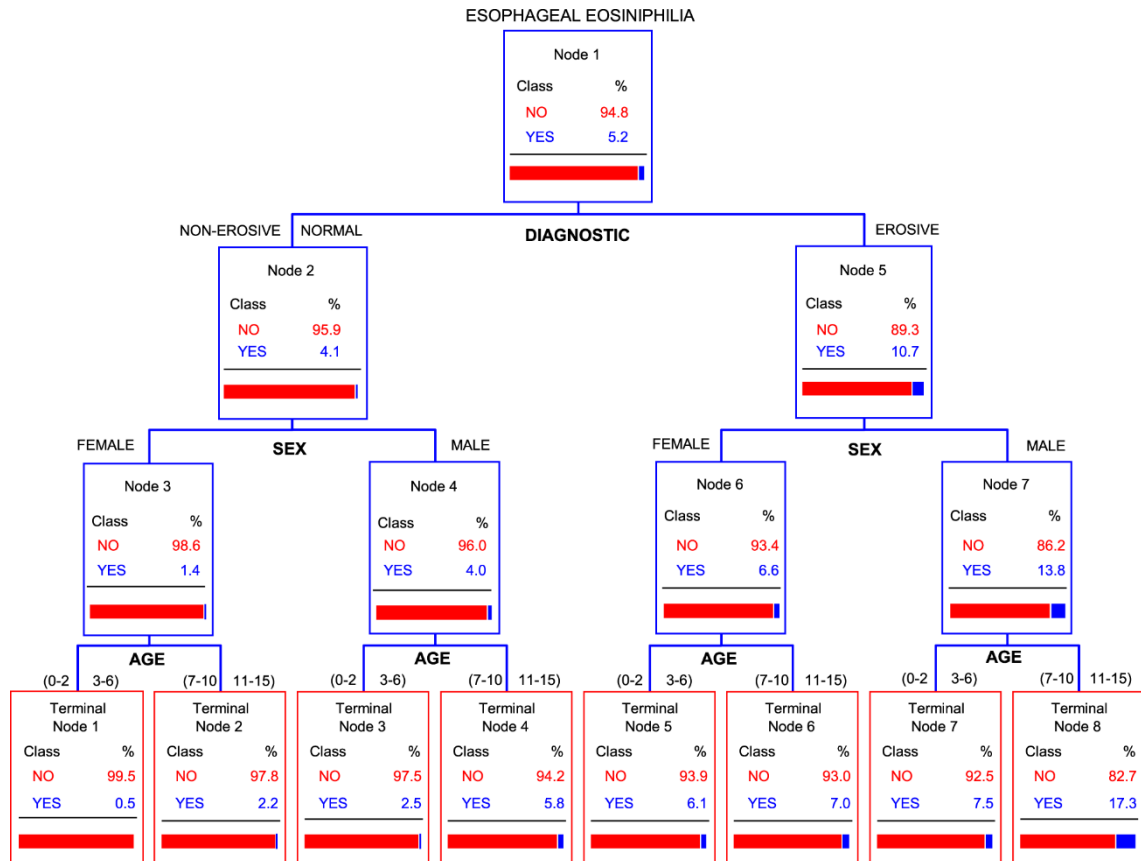 ESOPHAGEAL EOSINIPHILIA
Node 1
Class %
NO 94.8
YES 5.2
DIAGNOSTIC
NON-EROSIVE NORMAL
Node 2
Class %
NO 95.9
YES 4.1
EROSIVE
Node 5
Class %
NO 89.3
YES 10.7
SEX
FEMALE
Node 3
Class %
NO 98.6
YES 1.4
MALE
Node 4
Class %
NO 96.0
YES 4.0
SEX
FEMALE
Node 6
Class %
NO 93.4
YES 6.6
MALE
Node 7
Class %
NO 86.2
YES 13.8
AGE
(0-2 3-6)
Terminal
Node 1
Class %
NO 99.5
YES 0.5
(7-10 11-15)
Terminal
Node 2
Class %
NO 97.8
YES 2.2
AGE
(0-2 3-6)
Terminal
Node 3
Class %
NO 97.5
YES 2.5
(7-10 11-15)
Terminal
Node 4
Class %
NO 94.2
YES 5.8
AGE
(0-2 3-6)
Terminal
Node 5
Class %
NO 93.9
YES 6.1
(7-10 11-15)
Terminal
Node 6
Class %
NO 93.0
YES 7.0
AGE
(0-2 3-6)
Terminal
Node 7
Class %
NO 92.5
YES 7.5
(7-10 11-15)
Terminal
Node 8
Class %
NO 82.7
YES 17.3